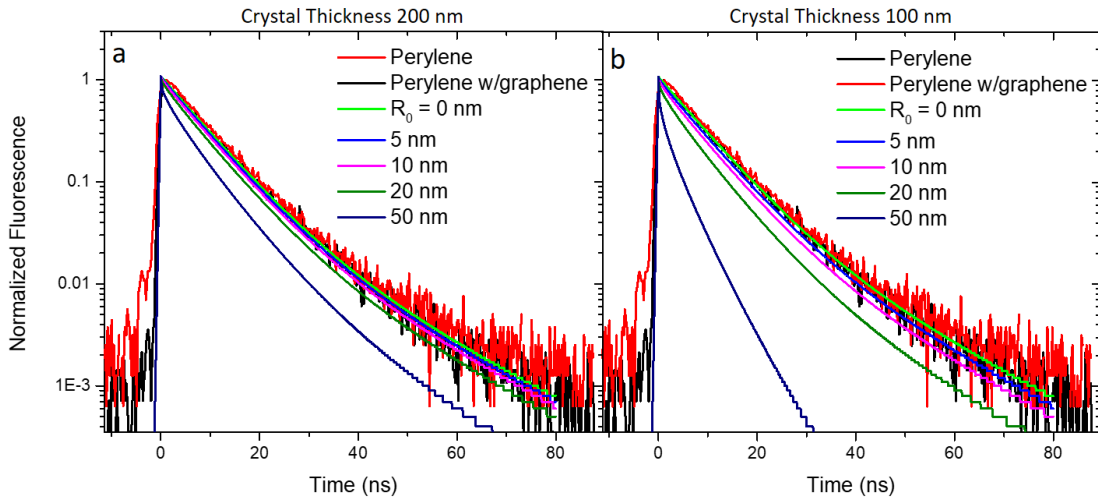 Crystal Thickness 200 nm
Crystal Thickness 100 nm
a
Perylene
Perylene w/graphene
R₀ = 0 nm
5 nm
10 nm
20 nm
50 nm
b
Perylene
Perylene w/graphene
R₀ = 0 nm
5 nm
10 nm
20 nm
50 nm
1
0.1
0.01
1E-3
Normalized Fluorescence
0 20 40 60 80
0 20 40 60 80
Time (ns)
Time (ns)